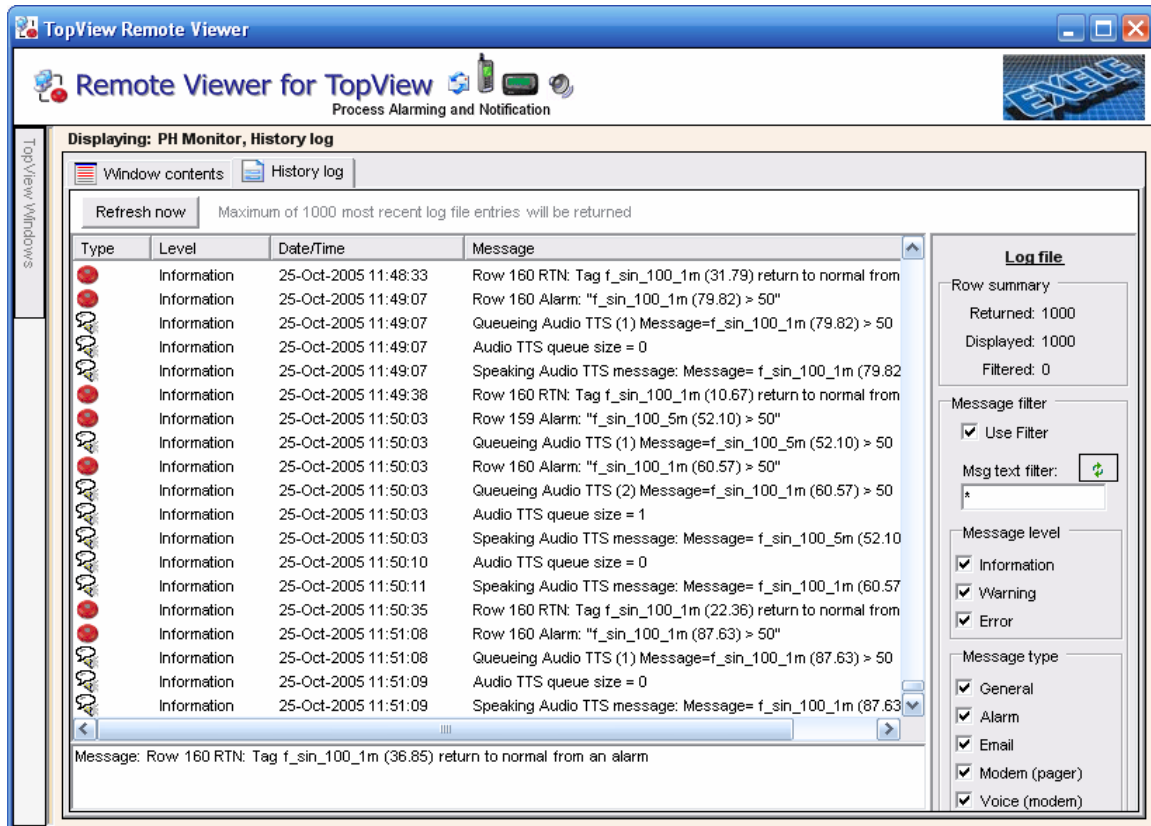 TopView Remote Viewer
Remote Viewer for TopView
Process Alarming and Notification
EXELE
TopView Windows
Displaying: PH Monitor, History log
Window contents
History log
Refresh now
Maximum of 1000 most recent log file entries will be returned
Type Level Date/Time Message
Information 25-Oct-2005 11:48:33 Row 160 RTN: Tag f_sin_100_1m (31.79) return to normal from
Information 25-Oct-2005 11:49:07 Row 160 Alarm: "f_sin_100_1m (79.82) > 50"
Information 25-Oct-2005 11:49:07 Queueing Audio TTS (1) Message=f_sin_100_1m (79.82) > 50
Information 25-Oct-2005 11:49:07 Audio TTS queue size = 0
Information 25-Oct-2005 11:49:07 Speaking Audio TTS message: Message= f_sin_100_1m (79.82
Information 25-Oct-2005 11:49:38 Row 160 RTN: Tag f_sin_100_1m (10.67) return to normal from
Information 25-Oct-2005 11:50:03 Row 159 Alarm: "f_sin_100_5m (52.10) > 50"
Information 25-Oct-2005 11:50:03 Queueing Audio TTS (1) Message=f_sin_100_5m (52.10) > 50
Information 25-Oct-2005 11:50:03 Row 160 Alarm: "f_sin_100_1m (60.57) > 50"
Information 25-Oct-2005 11:50:03 Queueing Audio TTS (2) Message=f_sin_100_1m (60.57) > 50
Information 25-Oct-2005 11:50:03 Audio TTS queue size = 1
Information 25-Oct-2005 11:50:03 Speaking Audio TTS message: Message= f_sin_100_5m (52.10
Information 25-Oct-2005 11:50:10 Audio TTS queue size = 0
Information 25-Oct-2005 11:50:11 Speaking Audio TTS message: Message= f_sin_100_1m (60.57
Information 25-Oct-2005 11:50:35 Row 160 RTN: Tag f_sin_100_1m (22.36) return to normal from
Information 25-Oct-2005 11:51:08 Row 160 Alarm: "f_sin_100_1m (87.63) > 50"
Information 25-Oct-2005 11:51:08 Queueing Audio TTS (1) Message=f_sin_100_1m (87.63) > 50
Information 25-Oct-2005 11:51:09 Audio TTS queue size = 0
Information 25-Oct-2005 11:51:09 Speaking Audio TTS message: Message= f_sin_100_1m (87.63
Message: Row 160 RTN: Tag f_sin_100_1m (36.85) return to normal from an alarm
Log file
Row summary
Returned: 1000
Displayed: 1000
Filtered: 0
Message filter
Use Filter
Msg text filter:
*
Message level
Information
Warning
Error
Message type
General
Alarm
Email
Modem (pager)
Voice (modem)